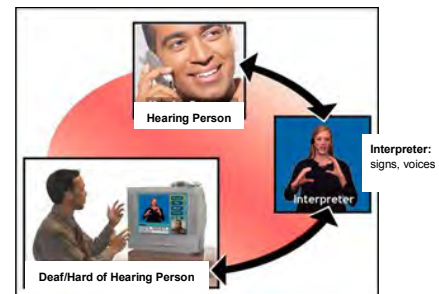 Hearing Person
Interpreter:
signs, voices
Interpreter
Deaf/Hard of Hearing Person